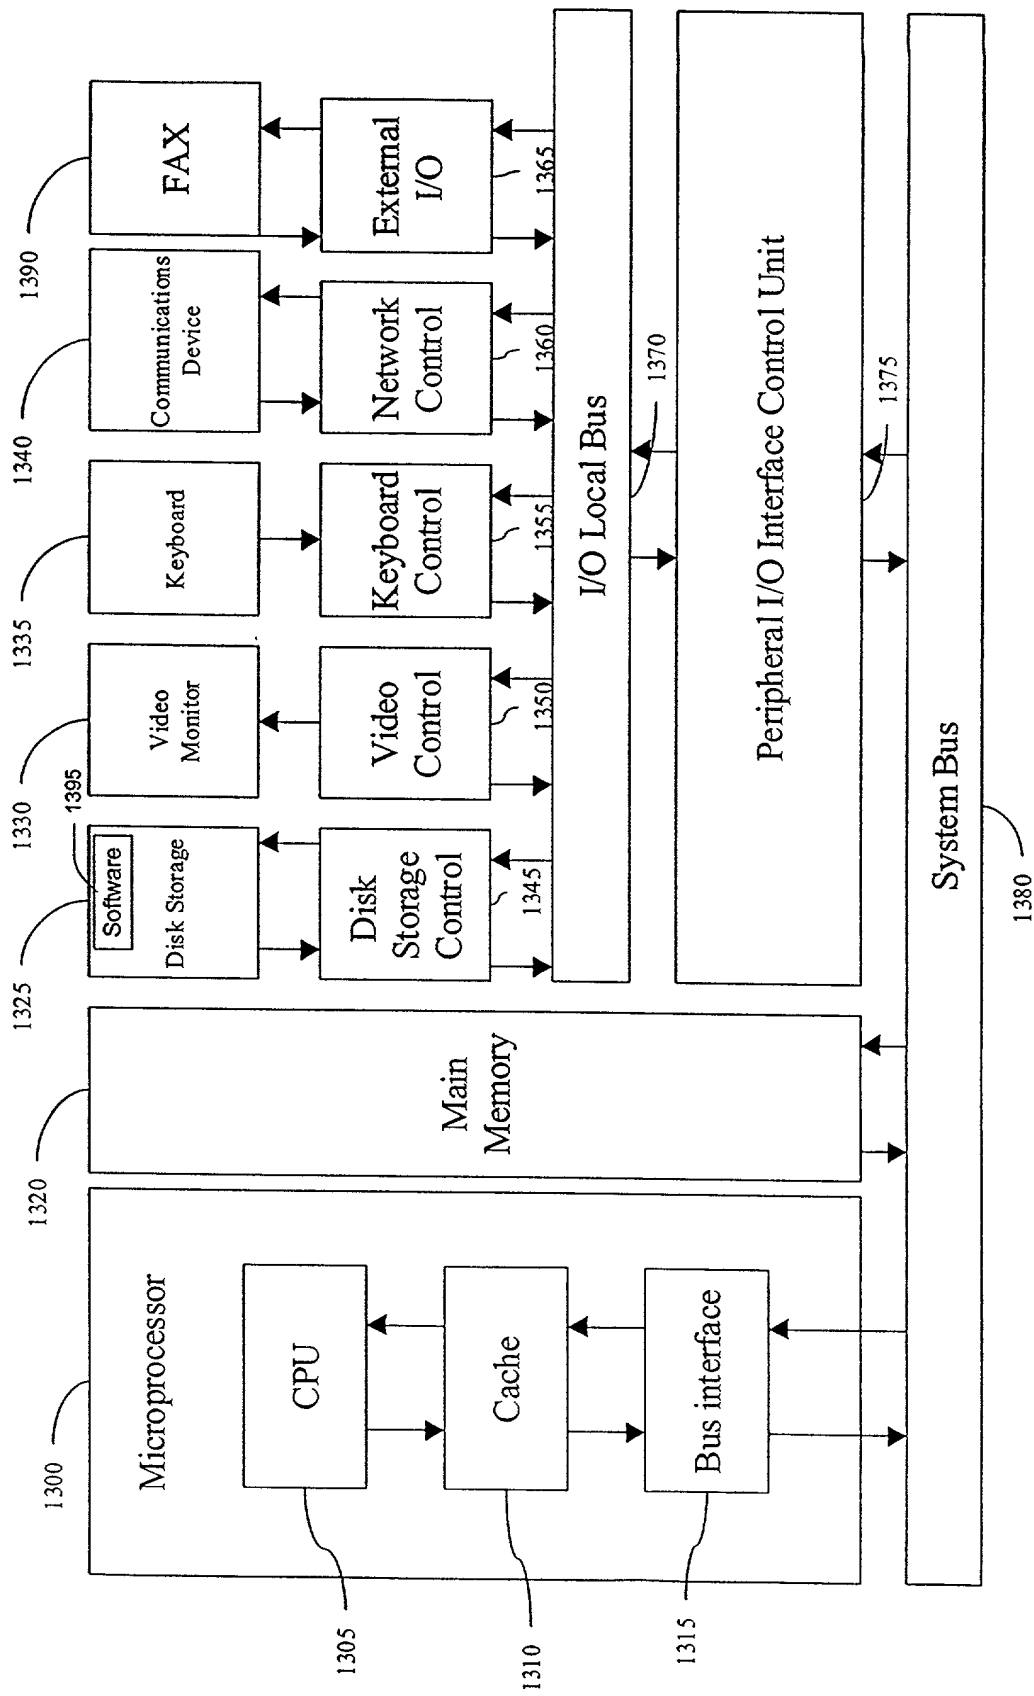 1300
1320
1325
1395
1330
1335
1340
1390
Microprocessor
CPU
1305
Cache
1310
Bus interface
1315
Main
Memory
Software
Disk Storage
Video
Monitor
Keyboard
Communications
Device
FAX
Disk
Storage
Control
Video
Control
Keyboard
Control
Network
Control
External
I/O
1345
1350
1355
1360
1365
I/O Local Bus
1370
Peripheral I/O Interface Control Unit
1375
System Bus
1380